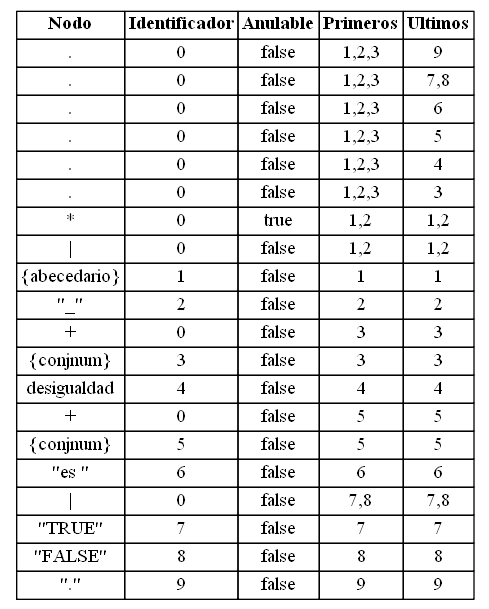 Nodo Identificador Anulable Primeros Ultimos
. 0 false 1,2,3 9
. 0 false 1,2,3 7,8
. 0 false 1,2,3 6
. 0 false 1,2,3 5
. 0 false 1,2,3 4
. 0 false 1,2,3 3
* 0 true 1,2 1,2
| 0 false 1,2 1,2
{abecedario} 1 false 1 1
"_" 2 false 2 2
+ 0 false 3 3
{conjnum} 3 false 3 3
desigualdad 4 false 4 4
+ 0 false 5 5
{conjnum} 5 false 5 5
"es " 6 false 6 6
| 0 false 7,8 7,8
"TRUE" 7 false 7 7
"FALSE" 8 false 8 8
"." 9 false 9 9